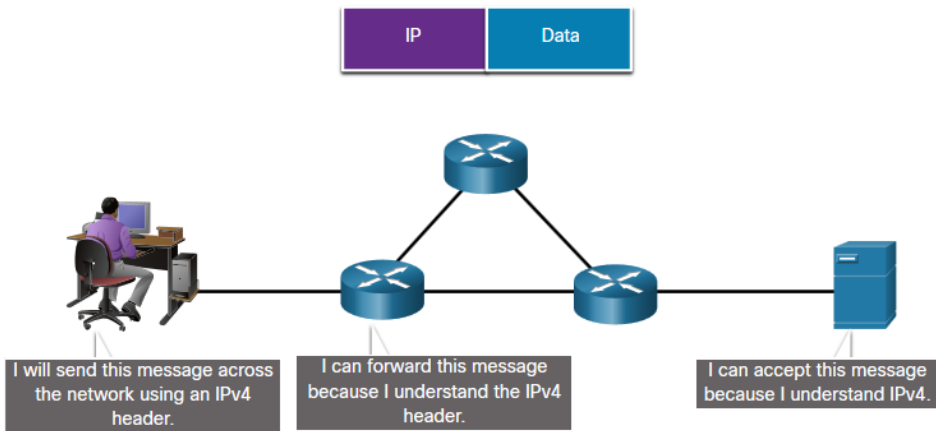 IP
Data
I will send this message across
the network using an IPv4
header.
I can forward this message
because I understand the IPv4
header.
I can accept this message
because I understand IPv4.